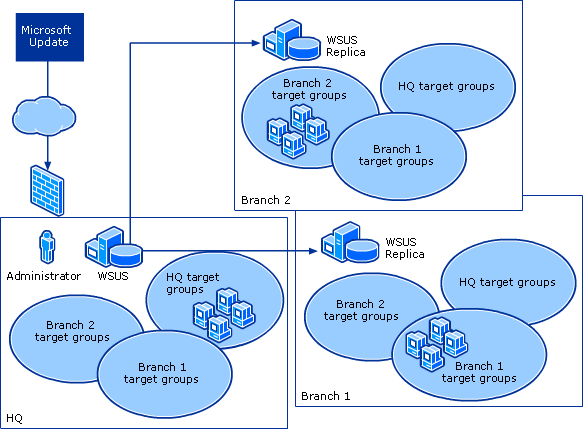 Microsoft
Update
WSUS
Replica
Branch 2
target groups
HQ target groups
Branch 1
target groups
Branch 2
WSUS
Replica
HQ target groups
Branch 2
target groups
Branch 1
target groups
Branch 1
Administrator
WSUS
HQ target
groups
Branch 2
target groups
Branch 1
target groups
HQ